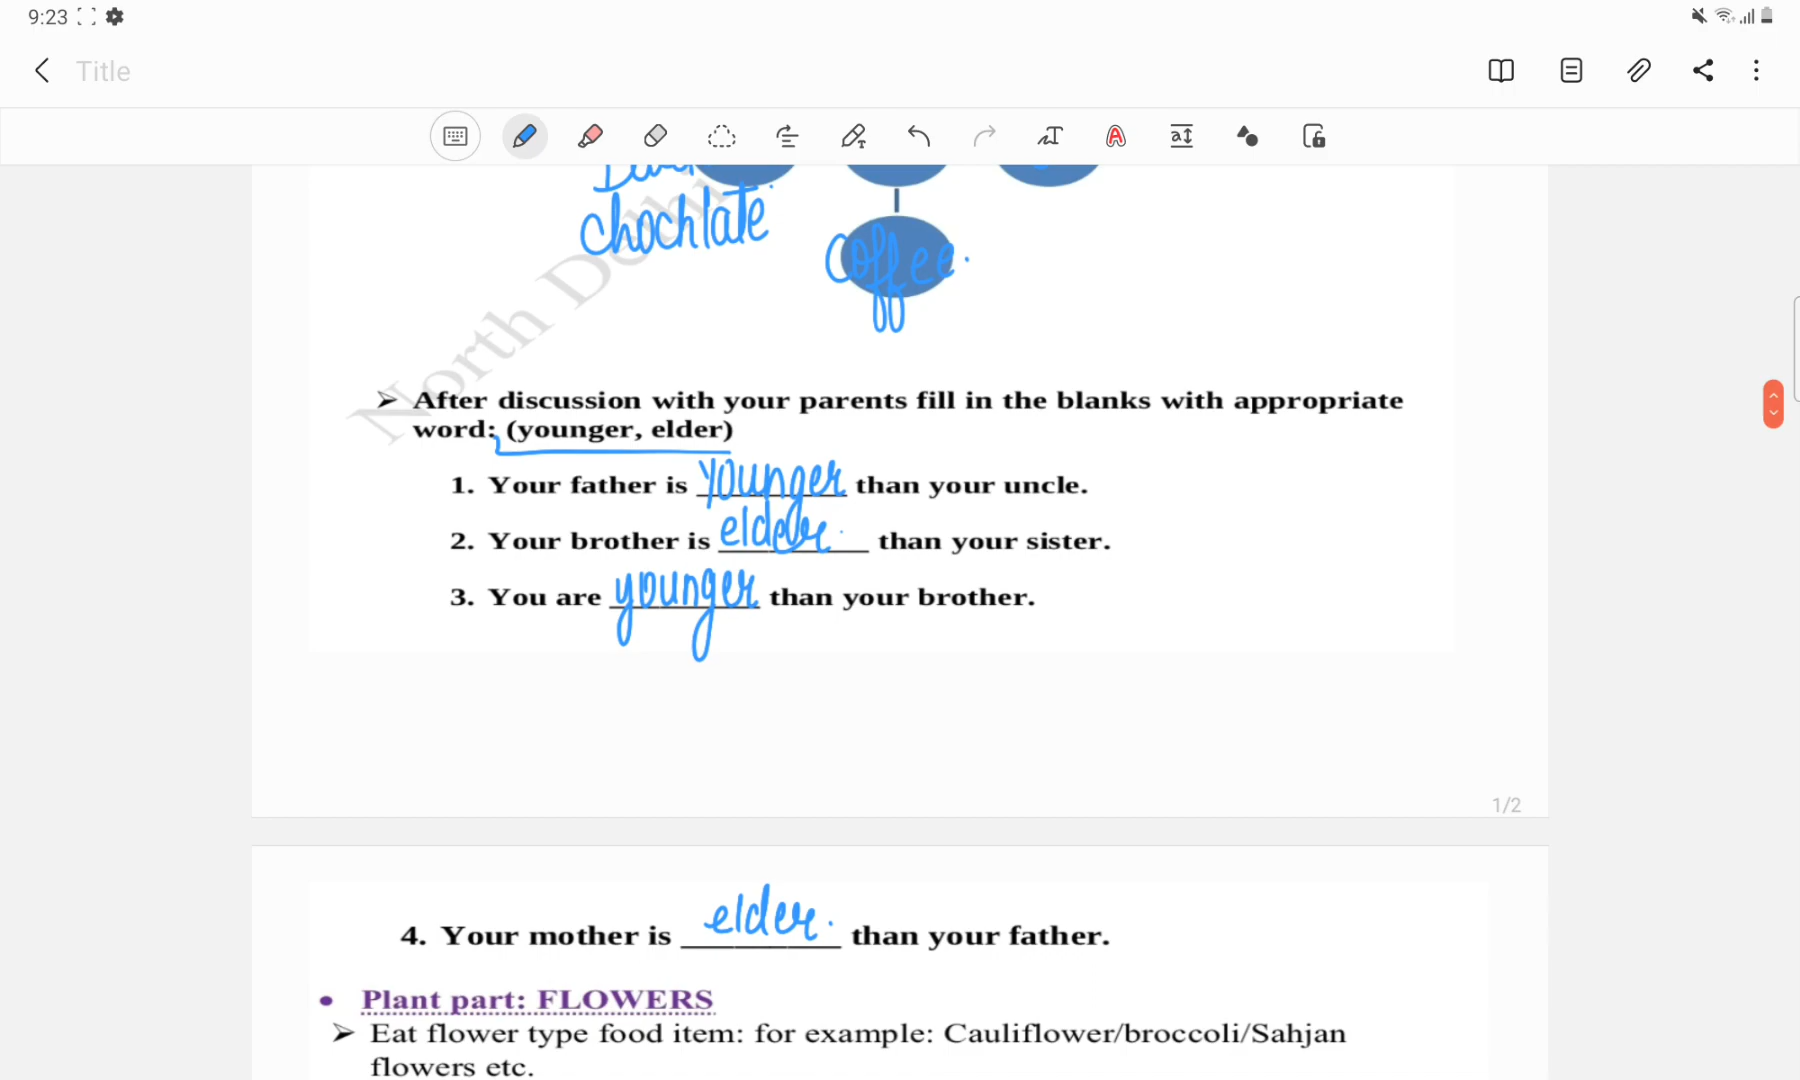 9:23
Title
chochlate
Coffee.
North D
➢ After discussion with your parents fill in the blanks with appropriate
word: (younger, elder)
1. Your father is younger than your uncle.
2. Your brother is elder. than your sister.
3. You are younger than your brother.
1/2
4. Your mother is elder. than your father.
• Plant part: FLOWERS
➢ Eat flower type food item: for example: Cauliflower/broccoli/Sahjan
flowers etc.